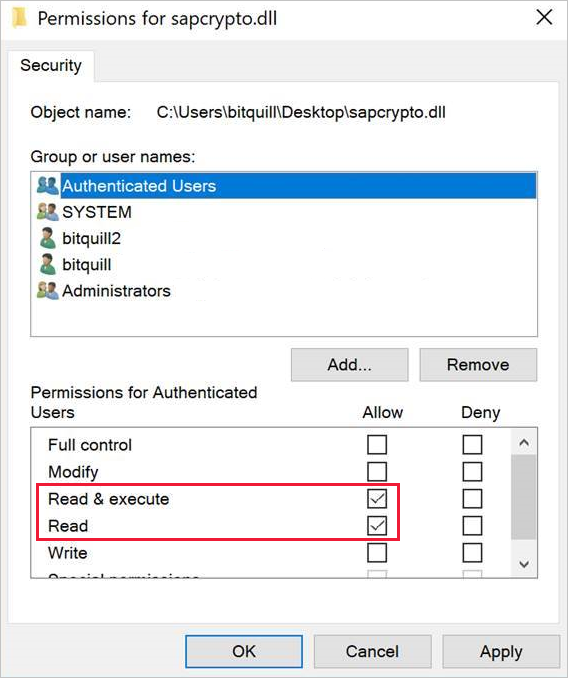 Permissions for sapcrypto.dll
Security
Object name: C:\Users\bitquill\Desktop\sapcrypto.dll
Group or user names:
Authenticated Users
SYSTEM
bitquill2
bitquill
Administrators
Add... Remove
Permissions for Authenticated
Users Allow Deny
Full control
Modify
Read & execute
Read
Write
Special permissions
OK Cancel Apply